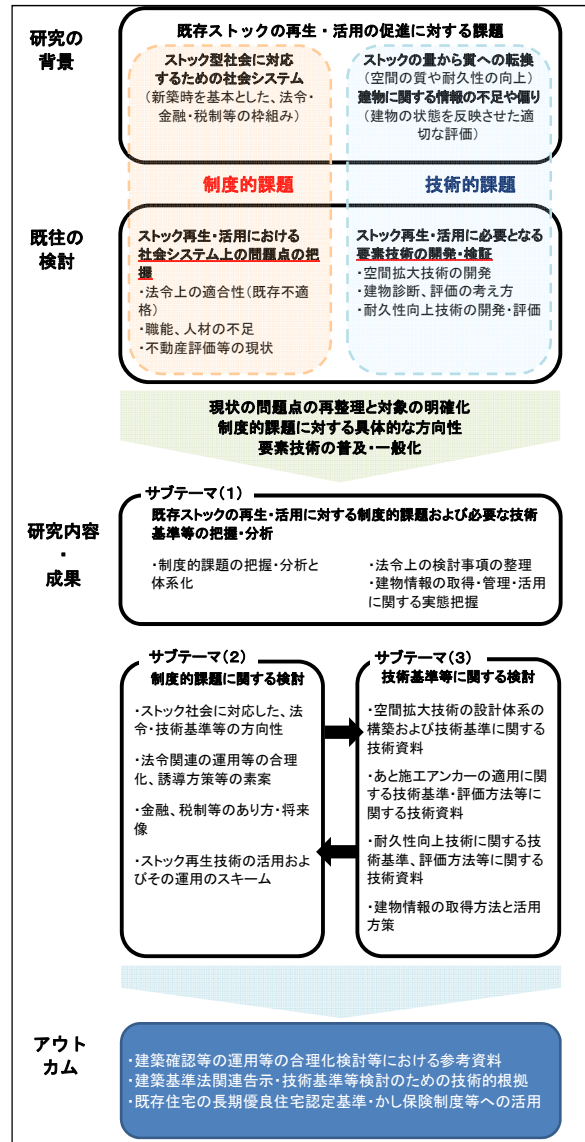 研究の
背景
既存ストックの再生・活用の促進に対する課題
ストック型社会に対応
するための社会システム
（新築時を基本とした、法令・
金融・税制等の枠組み）
ストックの量から質への転換
（空間の質や耐久性の向上）
建物に関する情報の不足や偏り
（建物の状態を反映させた適
切な評価）
制度的課題
技術的課題
既往の
検討
ストック再生・活用における
社会システム上の問題点の把
握
・法令上の適合性（既存不適
格）
・職能、人材の不足
・不動産評価等の現状
ストック再生・活用に必要となる
要素技術の開発・検証
・空間拡大技術の開発
・建物診断、評価の考え方
・耐久性向上技術の開発・評価
現状の問題点の再整理と対象の明確化
制度的課題に対する具体的な方向性
要素技術の普及・一般化
研究内容
・
成果
サブテーマ（1）
既存ストックの再生・活用に対する制度的課題および必要な技術
基準等の把握・分析
・制度的課題の把握・分析と
体系化
・法令上の検討事項の整理
・建物情報の取得・管理・活用
に関する実態把握
サブテーマ（2）
制度的課題に関する検討
・ストック社会に対応した、法
令・技術基準等の方向性
・法令関連の運用等の合理
化、誘導方策等の素案
・金融、税制等のあり方・将来
像
・ストック再生技術の活用および
その運用のスキーム
サブテーマ（3）
技術基準等に関する検討
・空間拡大技術の設計体系の
構築および技術基準に関する
技術資料
・あと施工アンカーの適用に関
する技術基準・評価方法等に
関する技術資料
・耐久性向上技術に関する技
術基準、評価方法等に関する
技術資料
・建物情報の取得方法と活用
方策
アウト
カム
・建築確認等の運用等の合理化検討等における参考資料
・建築基準法関連告示・技術基準等検討のための技術的根拠
・既存住宅の長期優良住宅認定基準・かし保険制度等への活用